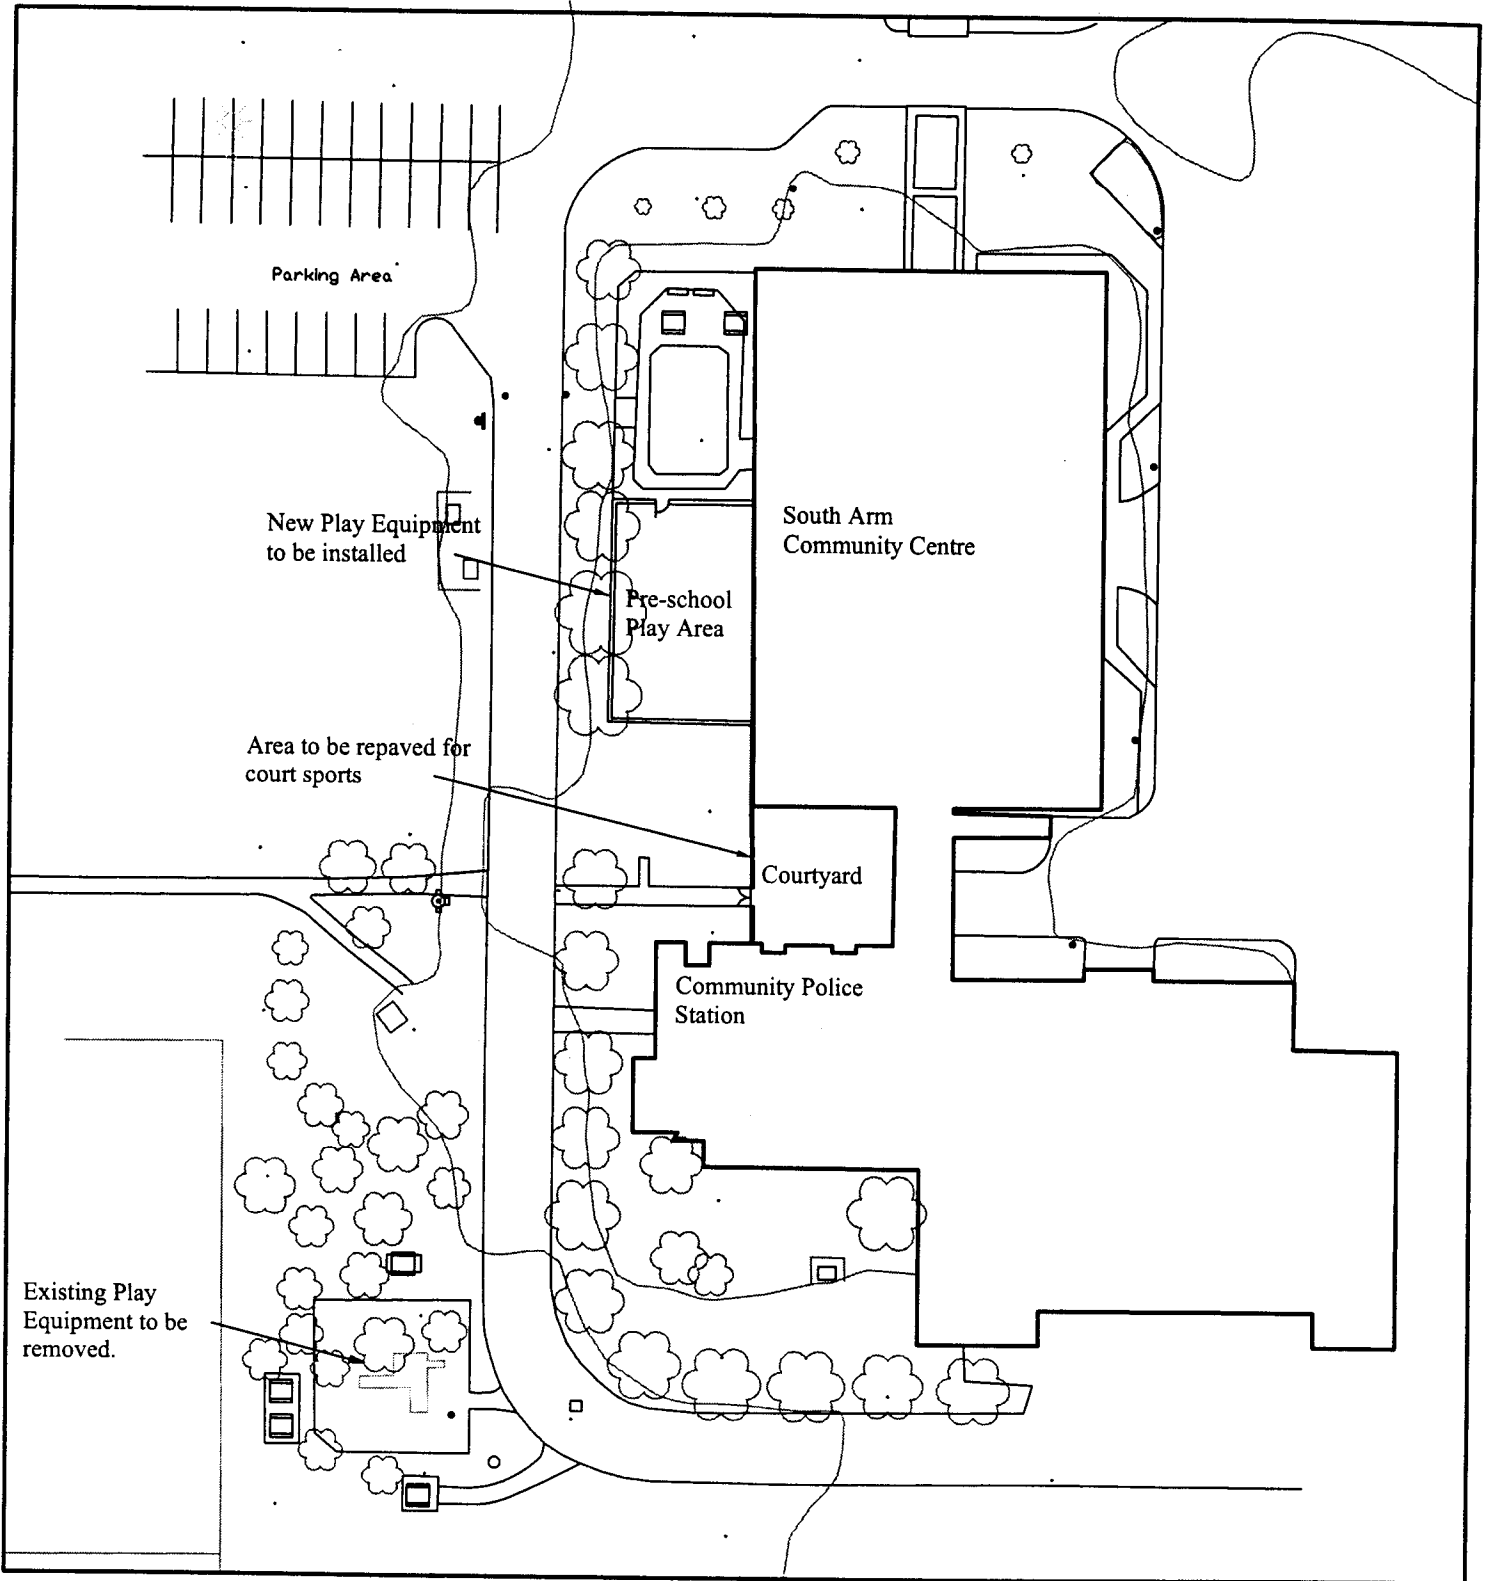 Parking Area
New Play Equipment
to be installed
South Arm
Community Centre
Pre-school
Play Area
Area to be repaved for
court sports
Courtyard
Community Police
Station
Existing Play
Equipment to be
removed.